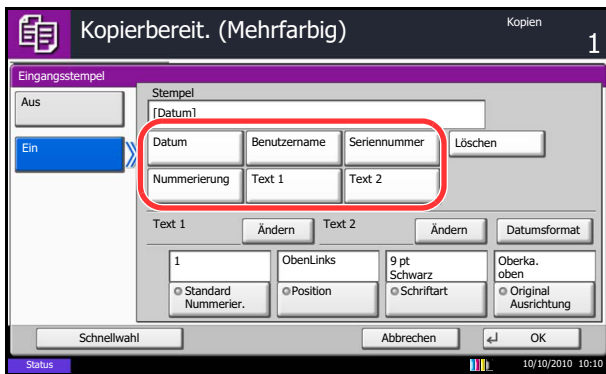 Kopierbereit. (Mehrfarbig)
Kopien
1
Eingangsstempel
Aus
Ein
Stempel
[Datum]
Datum
Benutzername
Seriennummer
Löschen
Nummerierung
Text 1
Text 2
Text 1
Ändern
Text 2
Ändern
Datumsformat
1
ObenLinks
9 pt
Schwarz
Oberka.
oben
Standard
Nummerier.
Position
Schriftart
Original
Ausrichtung
Schnellwahl
Abbrechen
OK
Status
10/10/2010 10:10